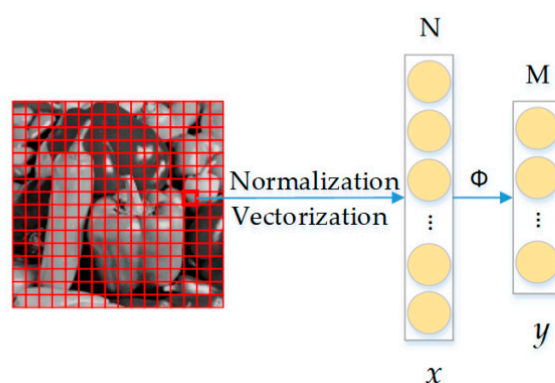 N
M
Normalization
Φ
Vectorization
x
y